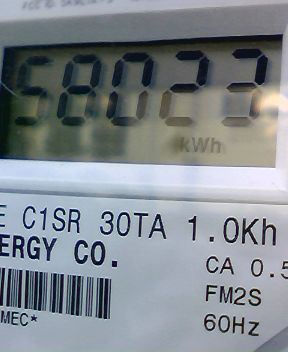 58023
kWh
E C1SR 30TA 1.0Kh
ERGY CO.
CA 0.5
FM2S
MEC*
60Hz